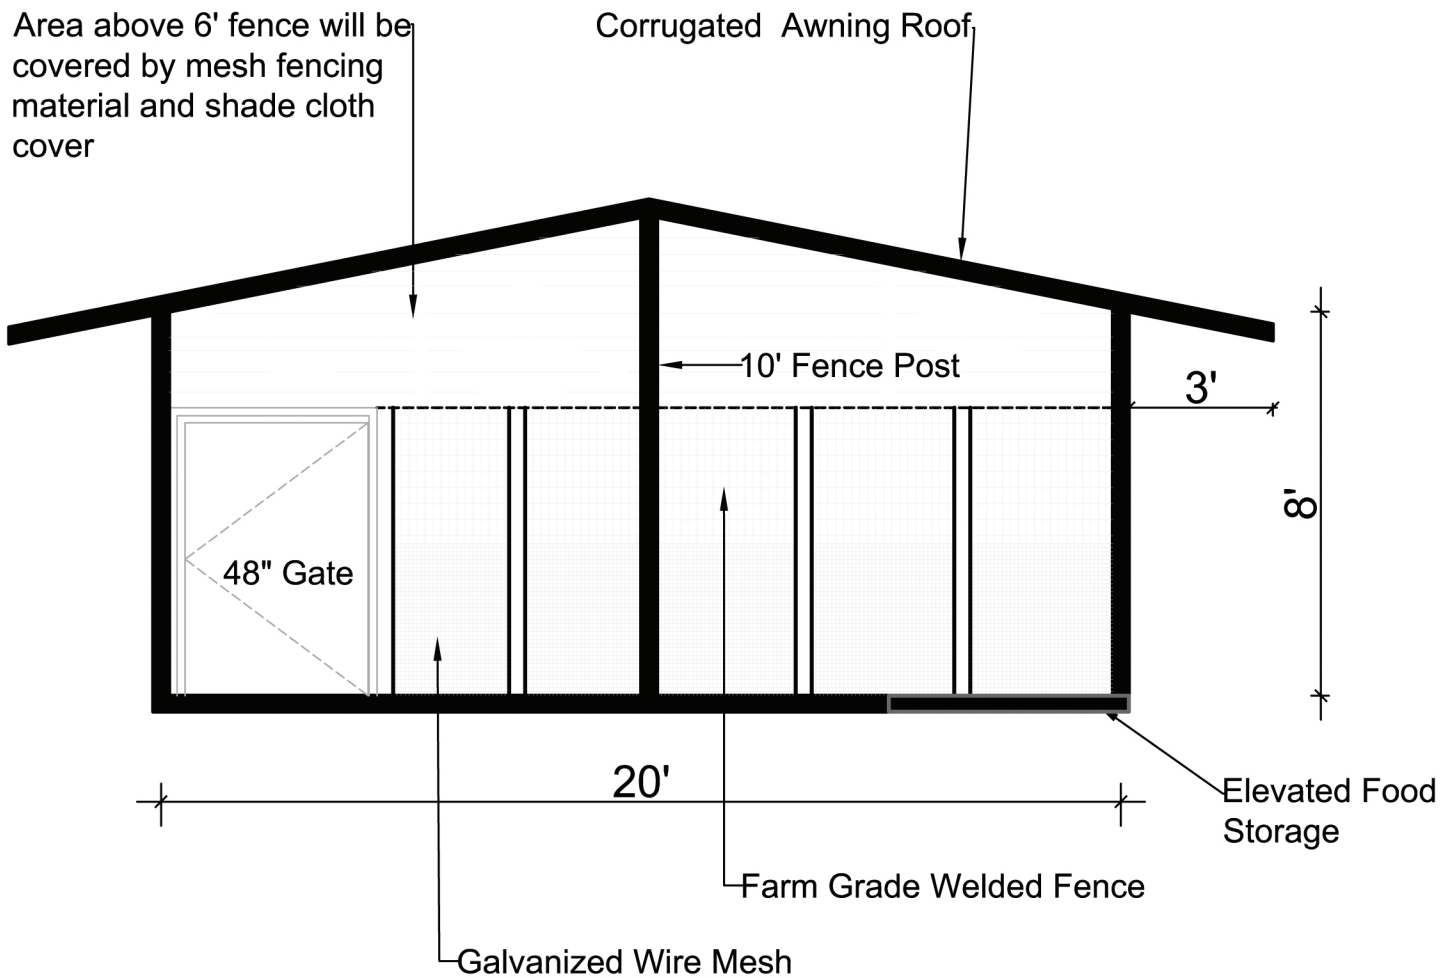 Area above 6' fence will be
covered by mesh fencing
material and shade cloth
cover
Corrugated Awning Roof
10' Fence Post
3'
8'
48" Gate
20'
Elevated Food
Storage
Farm Grade Welded Fence
Galvanized Wire Mesh